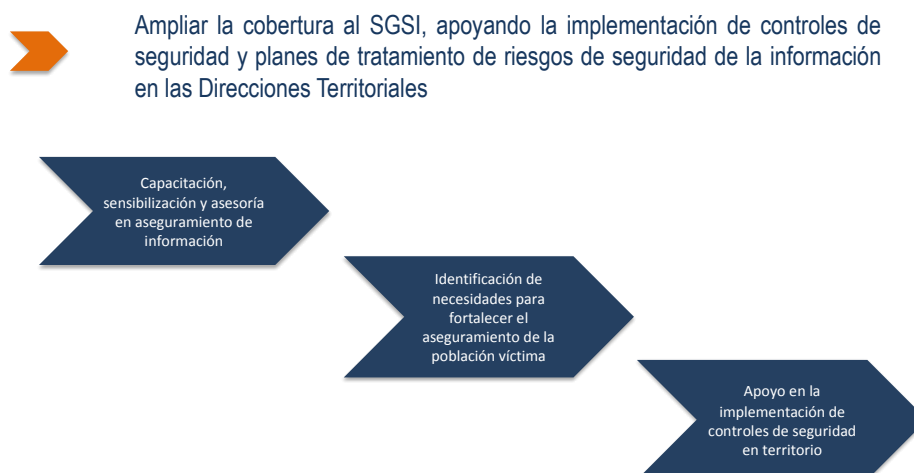 Ampliar la cobertura al SGSI, apoyando la implementación de controles de
seguridad y planes de tratamiento de riesgos de seguridad de la información
en las Direcciones Territoriales
Capacitación,
sensibilización y asesoría
en aseguramiento de
información
Identificación de
necesidades para
fortalecer el
aseguramiento de la
población víctima
Apoyo en la
implementación de
controles de seguridad
en territorio